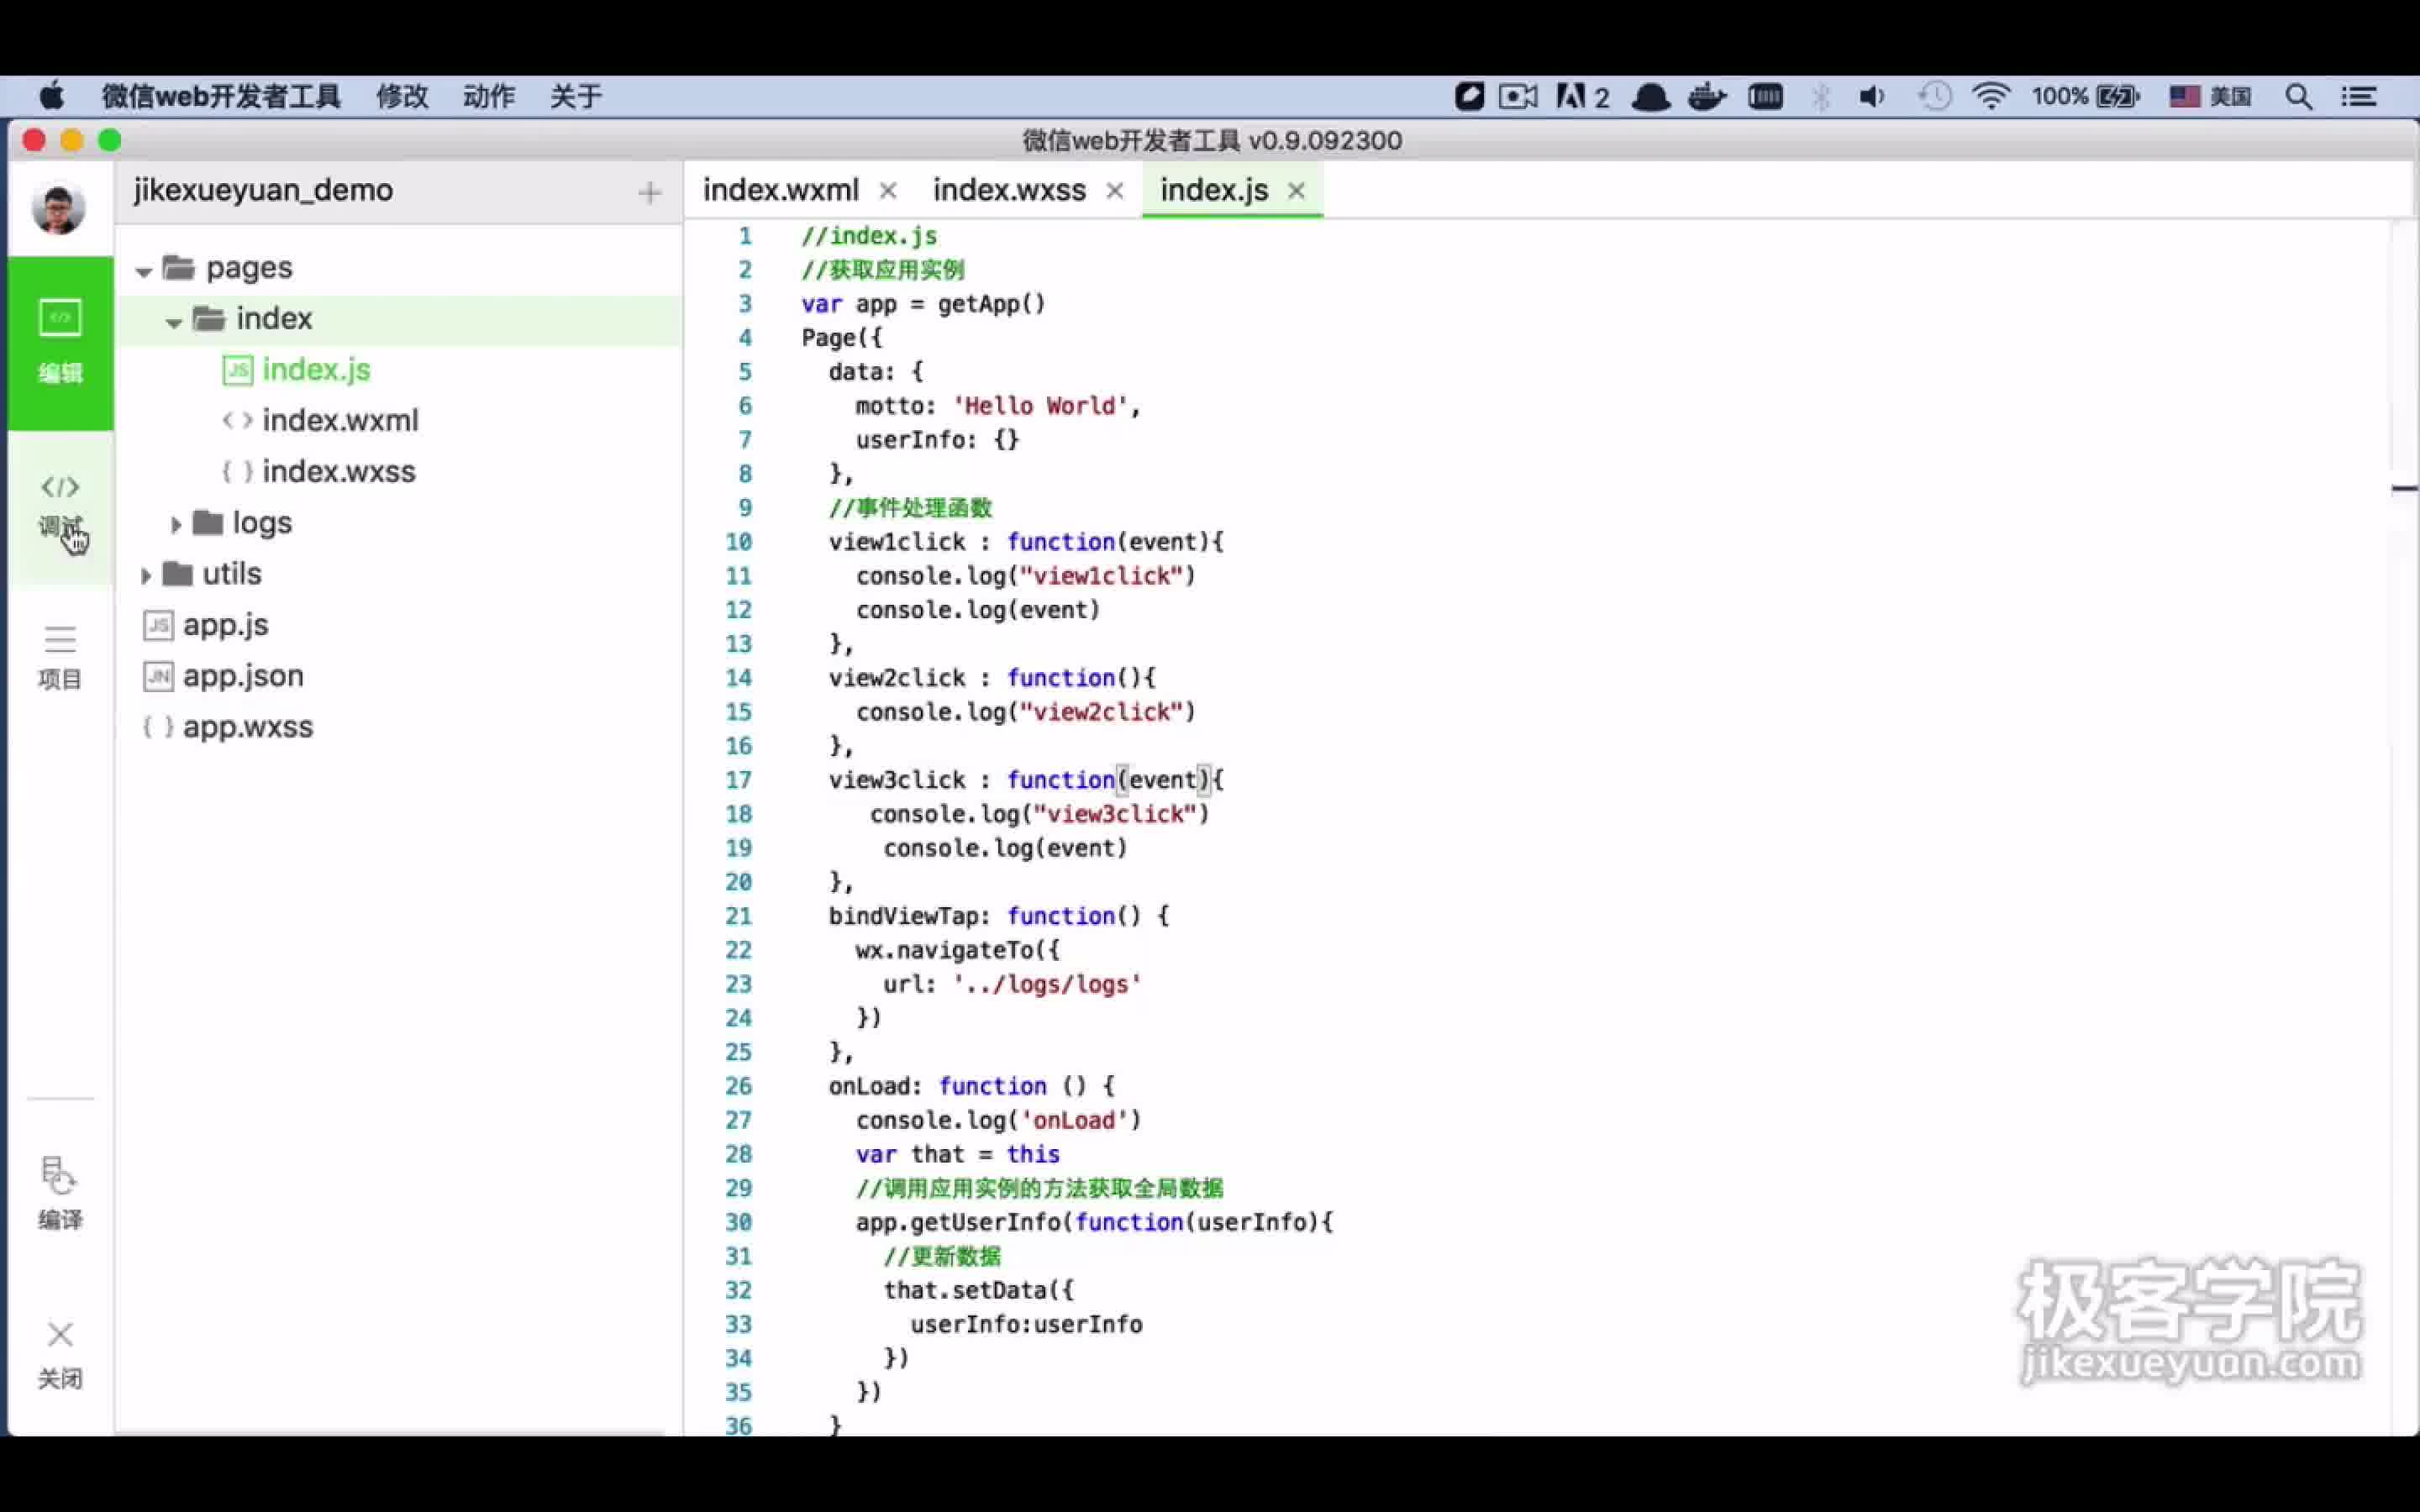 微信web开发者工具 修改 动作 关于 2 100% 美国
微信web开发者工具 v0.9.092300
jikexueyuan_demo
pages
index
index.js
index.wxml
index.wxss
logs
utils
app.js
app.json
app.wxss
编辑
调试
项目
编译
关闭
index.wxml index.wxss index.js
1 //index.js
2 //获取应用实例
3 var app = getApp()
4 Page({
5 data: {
6 motto: 'Hello World',
7 userInfo: {}
8 },
9 //事件处理函数
10 view1click : function(event){
11 console.log("view1click")
12 console.log(event)
13 },
14 view2click : function(){
15 console.log("view2click")
16 },
17 view3click : function(event){
18 console.log("view3click")
19 console.log(event)
20 },
21 bindViewTap: function() {
22 wx.navigateTo({
23 url: '../logs/logs'
24 })
25 },
26 onLoad: function () {
27 console.log('onLoad')
28 var that = this
29 //调用应用实例的方法获取全局数据
30 app.getUserInfo(function(userInfo){
31 //更新数据
32 that.setData({
33 userInfo:userInfo
34 })
35 })
36 }
极客学院
jikexueyuan.com